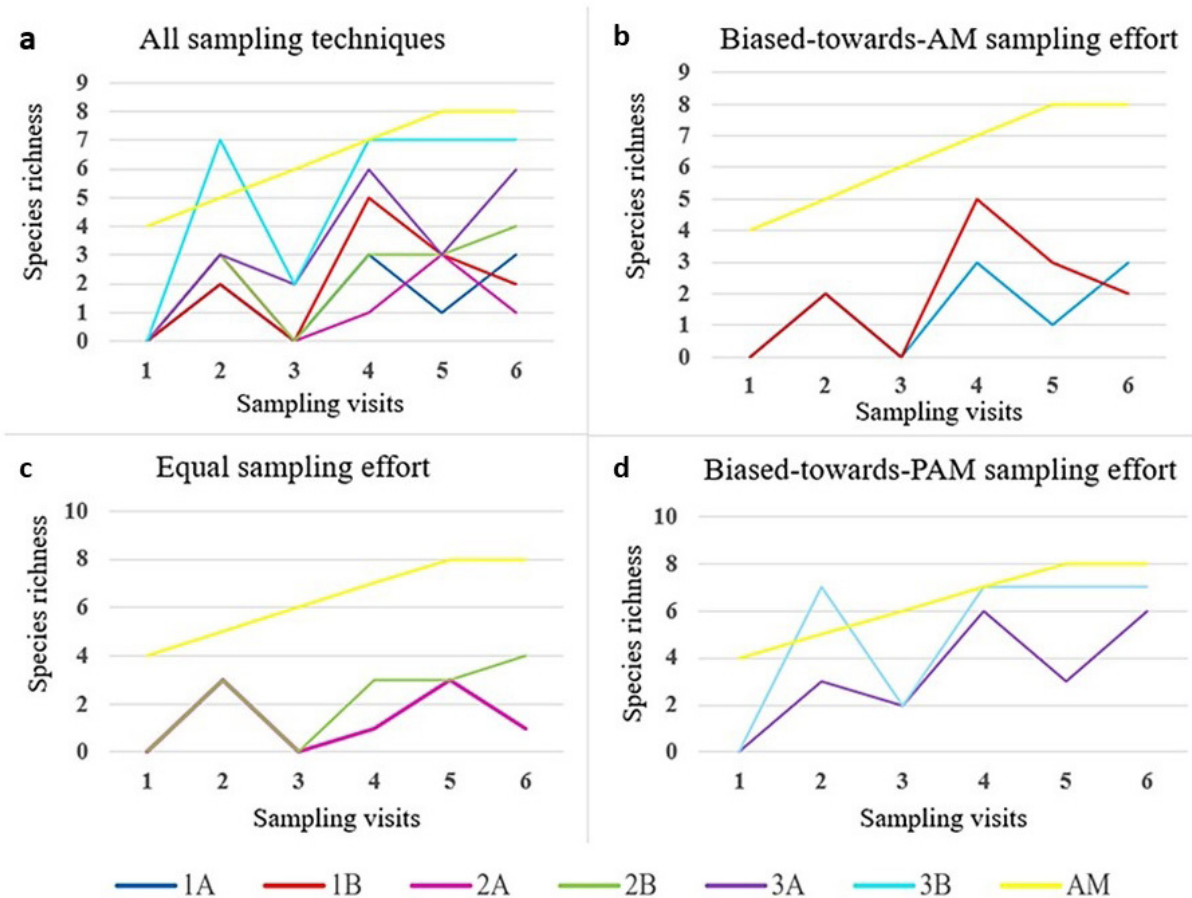 a
All sampling techniques
Species richness
9
8
7
6
5
4
3
2
1
0
1 2 3 4 5 6
Sampling visits
b
Biased-towards-AM sampling effort
Spercies richness
9
8
7
6
5
4
3
2
1
0
1 2 3 4 5 6
Sampling visits
c
Equal sampling effort
Species richness
10
8
6
4
2
0
1 2 3 4 5 6
Sampling visits
d
Biased-towards-PAM sampling effort
Species richness
10
8
6
4
2
0
1 2 3 4 5 6
Sampling visits
1A 1B 2A 2B 3A 3B AM